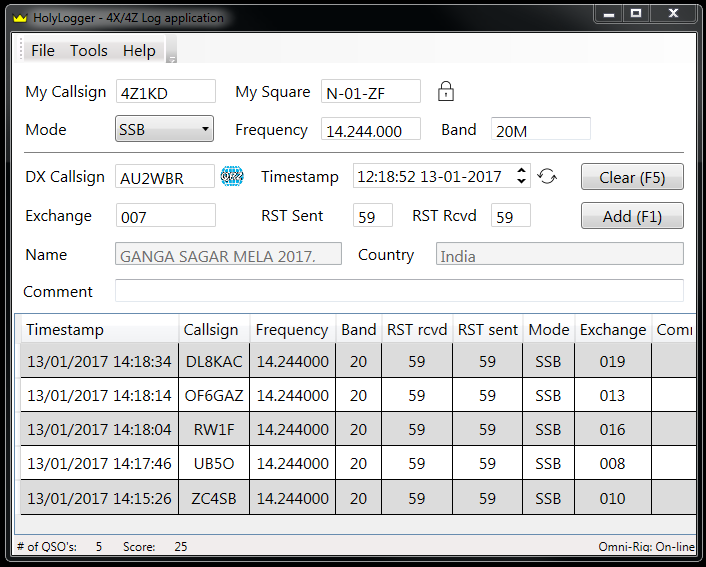 HolyLogger - 4X/4Z Log application
File Tools Help
My Callsign 4Z1KD My Square N-01-ZF
Mode SSB Frequency 14.244.000 Band 20M
DX Callsign AU2WBR QRZ Timestamp 12:18:52 13-01-2017 Clear (F5)
Exchange 007 RST Sent 59 RST Rcvd 59 Add (F1)
Name GANGA SAGAR MELA 2017. Country India
Comment
Timestamp Callsign Frequency Band RST rcvd RST sent Mode Exchange Comm
13/01/2017 14:18:34 DL8KAC 14.244000 20 59 59 SSB 019
13/01/2017 14:18:14 OF6GAZ 14.244000 20 59 59 SSB 013
13/01/2017 14:18:04 RW1F 14.244000 20 59 59 SSB 016
13/01/2017 14:17:46 UB5O 14.244000 20 59 59 SSB 008
13/01/2017 14:15:26 ZC4SB 14.244000 20 59 59 SSB 010
# of QSO's: 5 Score: 25 Omni-Rig: On-line